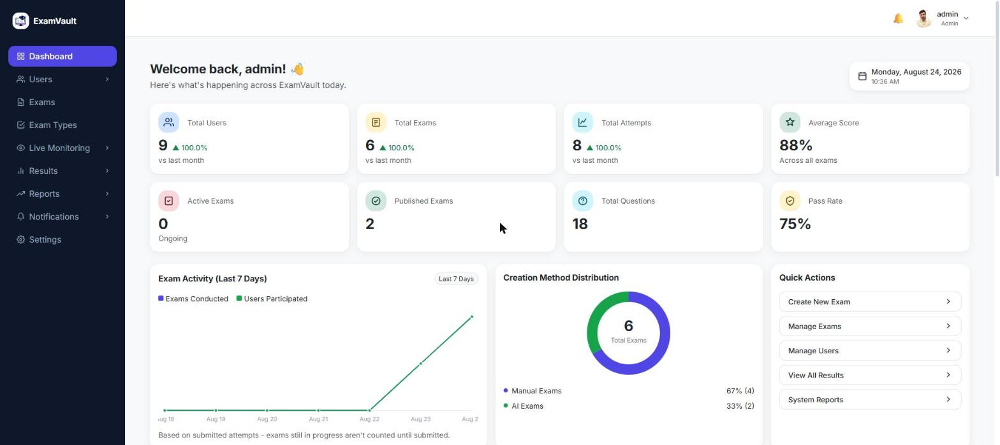 ExamVault
admin
Admin
Dashboard
Users
Exams
Exam Types
Live Monitoring
Results
Reports
Notifications
Settings
Welcome back, admin! 👋
Here's what's happening across ExamVault today.
Monday, August 24, 2026
10:36 AM
Total Users
9 ▲ 100.0%
vs last month
Total Exams
6 ▲ 100.0%
vs last month
Total Attempts
8 ▲ 100.0%
vs last month
Average Score
88%
Across all exams
Active Exams
0
Ongoing
Published Exams
2
Total Questions
18
Pass Rate
75%
Exam Activity (Last 7 Days)
Last 7 Days
Exams Conducted Users Participated
ug 18 Aug 19 Aug 20 Aug 21 Aug 22 Aug 23 Aug 2
Based on submitted attempts - exams still in progress aren't counted until submitted.
Creation Method Distribution
6
Total Exams
Manual Exams 67% (4)
AI Exams 33% (2)
Quick Actions
Create New Exam
Manage Exams
Manage Users
View All Results
System Reports